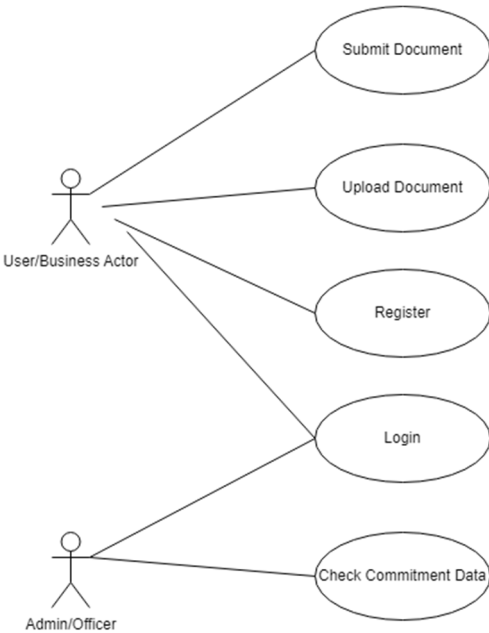 Submit Document
Upload Document
User/Business Actor
Register
Login
Check Commitment Data
Admin/Officer